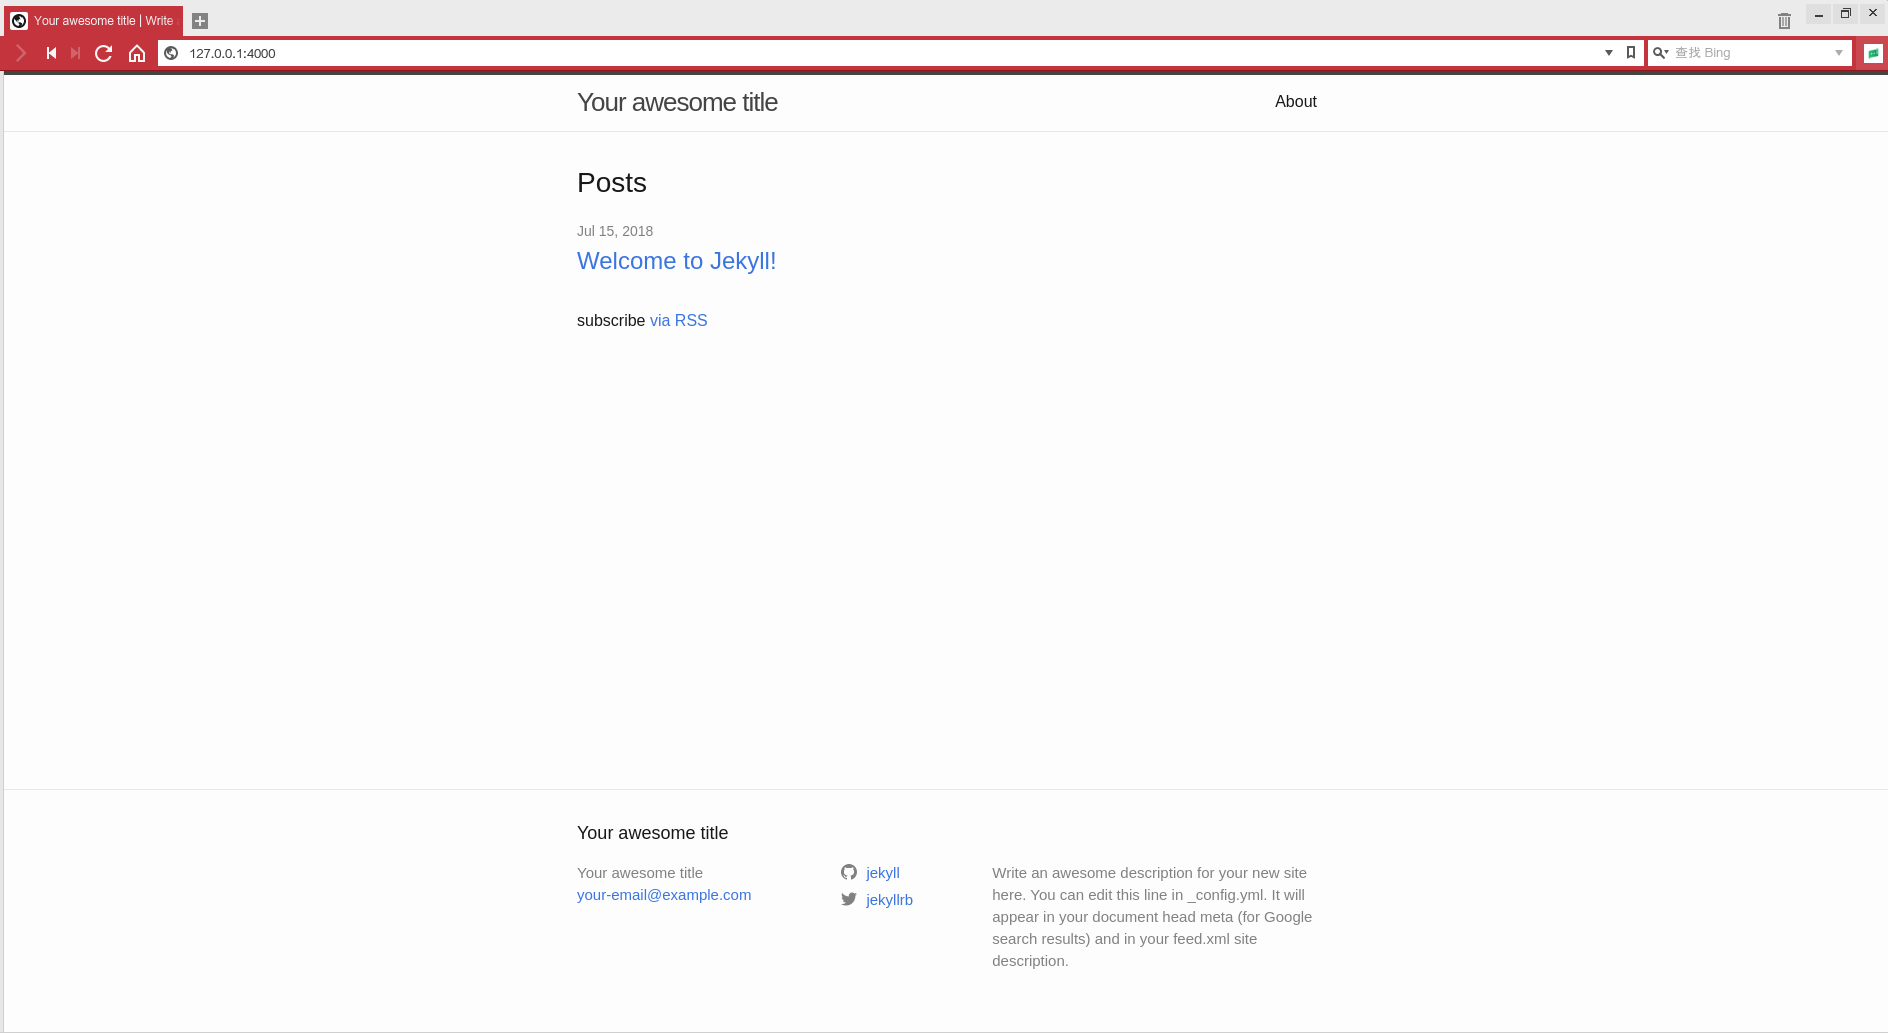 Your awesome title | Write
127.0.0.1:4000
查找 Bing
Your awesome title
About
Posts
Jul 15, 2018
Welcome to Jekyll!
subscribe via RSS
Your awesome title
Your awesome title
your-email@example.com
jekyll
jekyllrb
Write an awesome description for your new site
here. You can edit this line in _config.yml. It will
appear in your document head meta (for Google
search results) and in your feed.xml site
description.